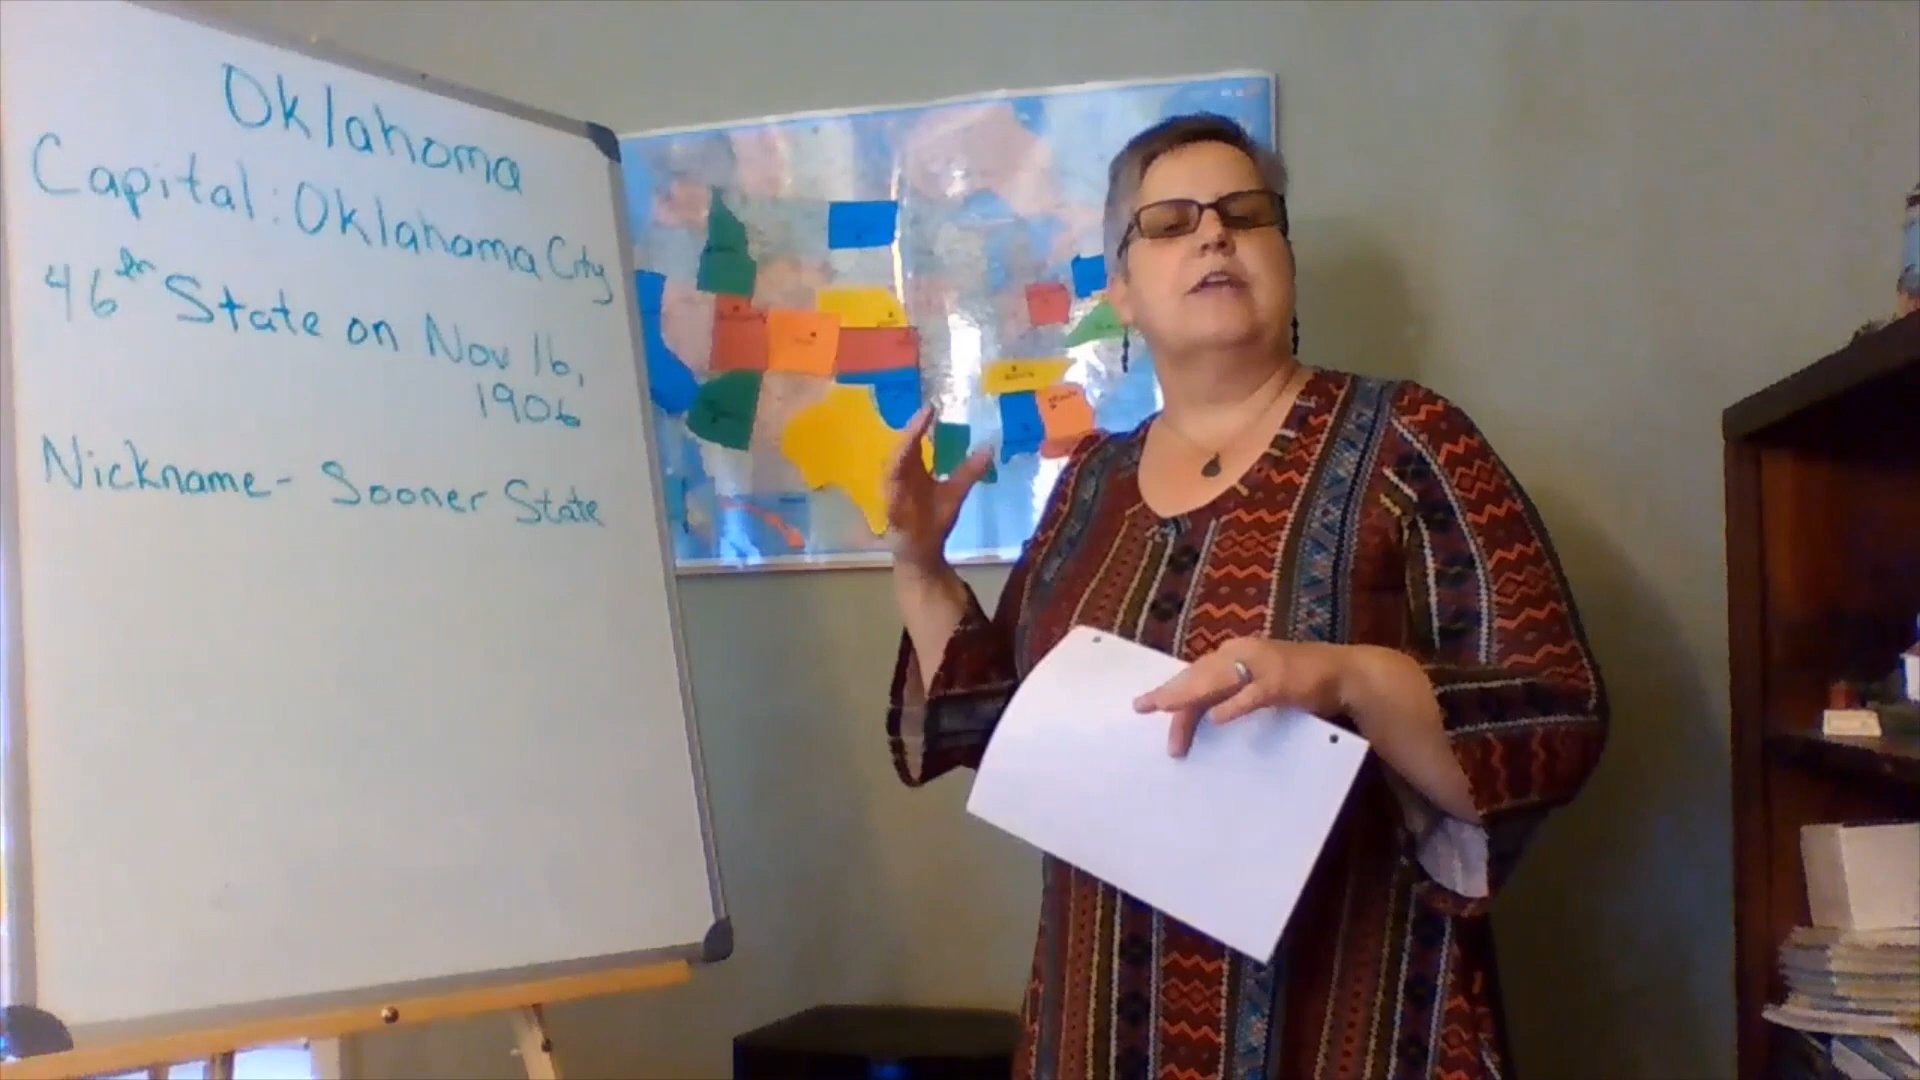 Oklahoma
Capital: Oklahoma City
46th State on Nov 16,
1906
Nickname- Sooner State